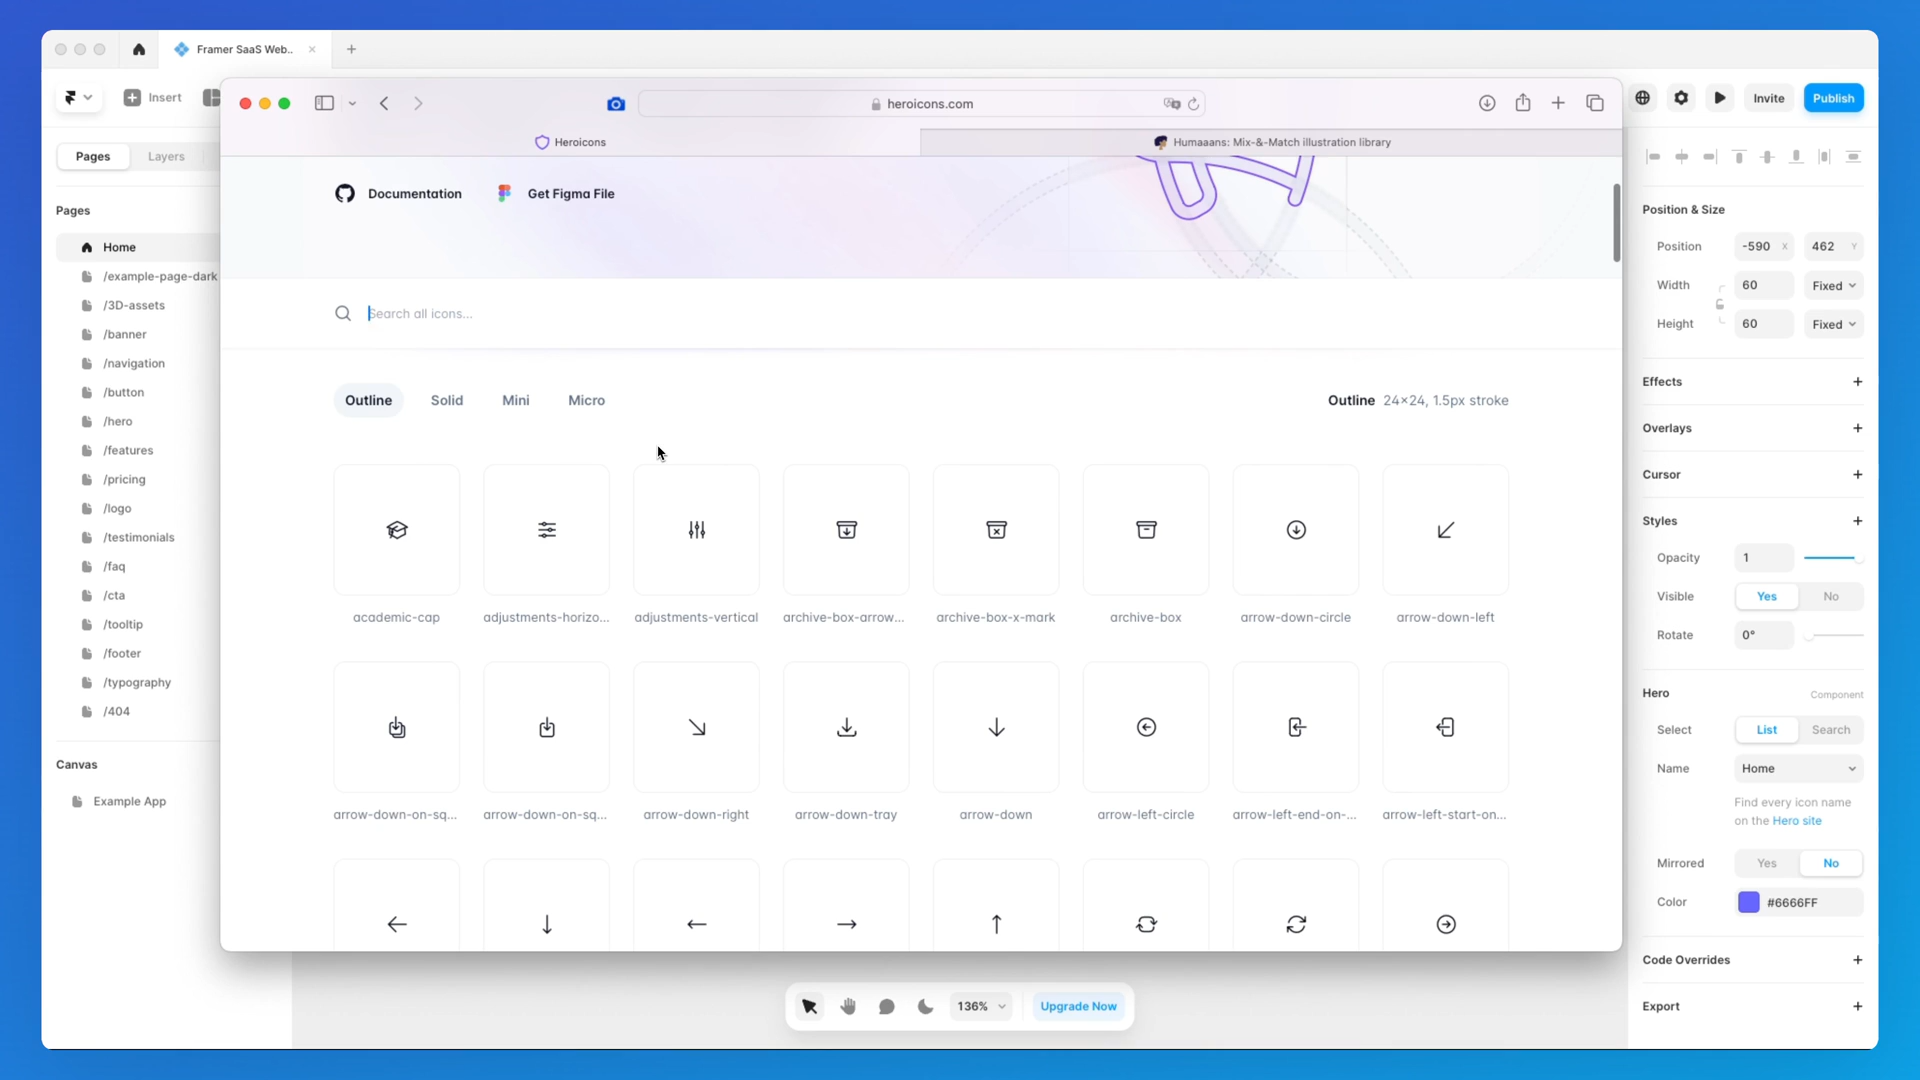 Framer SaaS Web..
Insert
heroicons.com
Invite
Publish
Heroicons
Humaaans: Mix-&-Match illustration library
Pages
Layers
Documentation
Get Figma File
Pages
Home
/example-page-dark
/3D-assets
/banner
/navigation
/button
/hero
/features
/pricing
/logo
/testimonials
/faq
/cta
/tooltip
/footer
/typography
/404
Canvas
Example App
Search all icons...
Outline
Solid
Mini
Micro
Outline 24×24, 1.5px stroke
academic-cap
adjustments-horizo...
adjustments-vertical
archive-box-arrow...
archive-box-x-mark
archive-box
arrow-down-circle
arrow-down-left
arrow-down-on-sq...
arrow-down-on-sq...
arrow-down-right
arrow-down-tray
arrow-down
arrow-left-circle
arrow-left-end-on-...
arrow-left-start-on...
136%
Upgrade Now
Position & Size
Position -590 X 462 Y
Width 60 Fixed
Height 60 Fixed
Effects
Overlays
Cursor
Styles
Opacity 1
Visible Yes No
Rotate 0°
Hero Component
Select List Search
Name Home
Find every icon name
on the Hero site
Mirrored Yes No
Color #6666FF
Code Overrides
Export